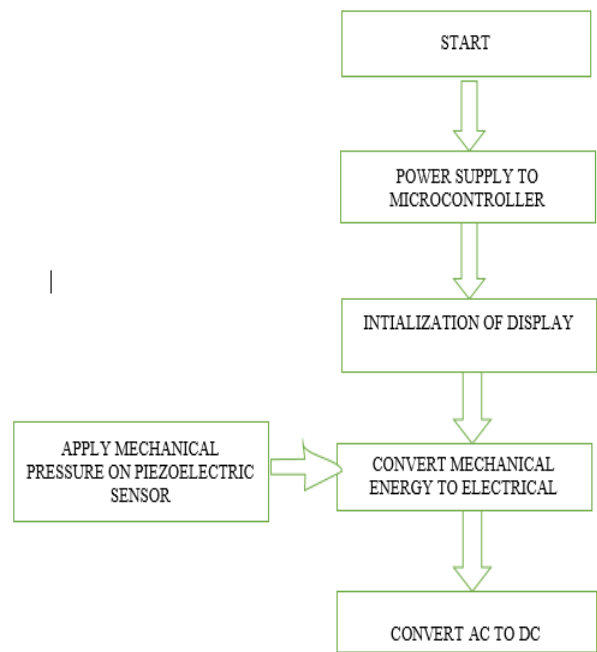 START
POWER SUPPLY TO
MICROCONTROLLER
INTIALIZATION OF DISPLAY
APPLY MECHANICAL
PRESSURE ON PIEZOELECTRIC
SENSOR
CONVERT MECHANICAL
ENERGY TO ELECTRICAL
CONVERT AC TO DC